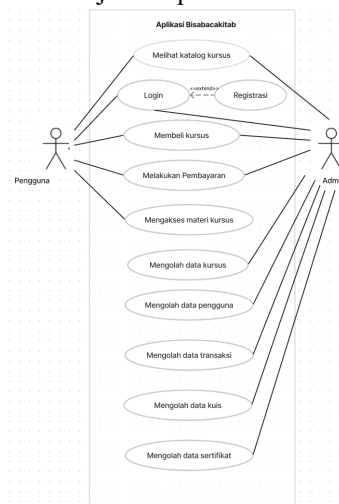 Aplikasi Bisabacakitab
Melihat katalog kursus
Login
<<extend>>
Registrasi
Membeli kursus
Pengguna
Melakukan Pembayaran
Adm
Mengakses materi kursus
Mengolah data kursus
Mengolah data pengguna
Mengolah data transaksi
Mengolah data kuis
Mengolah data sertifikat